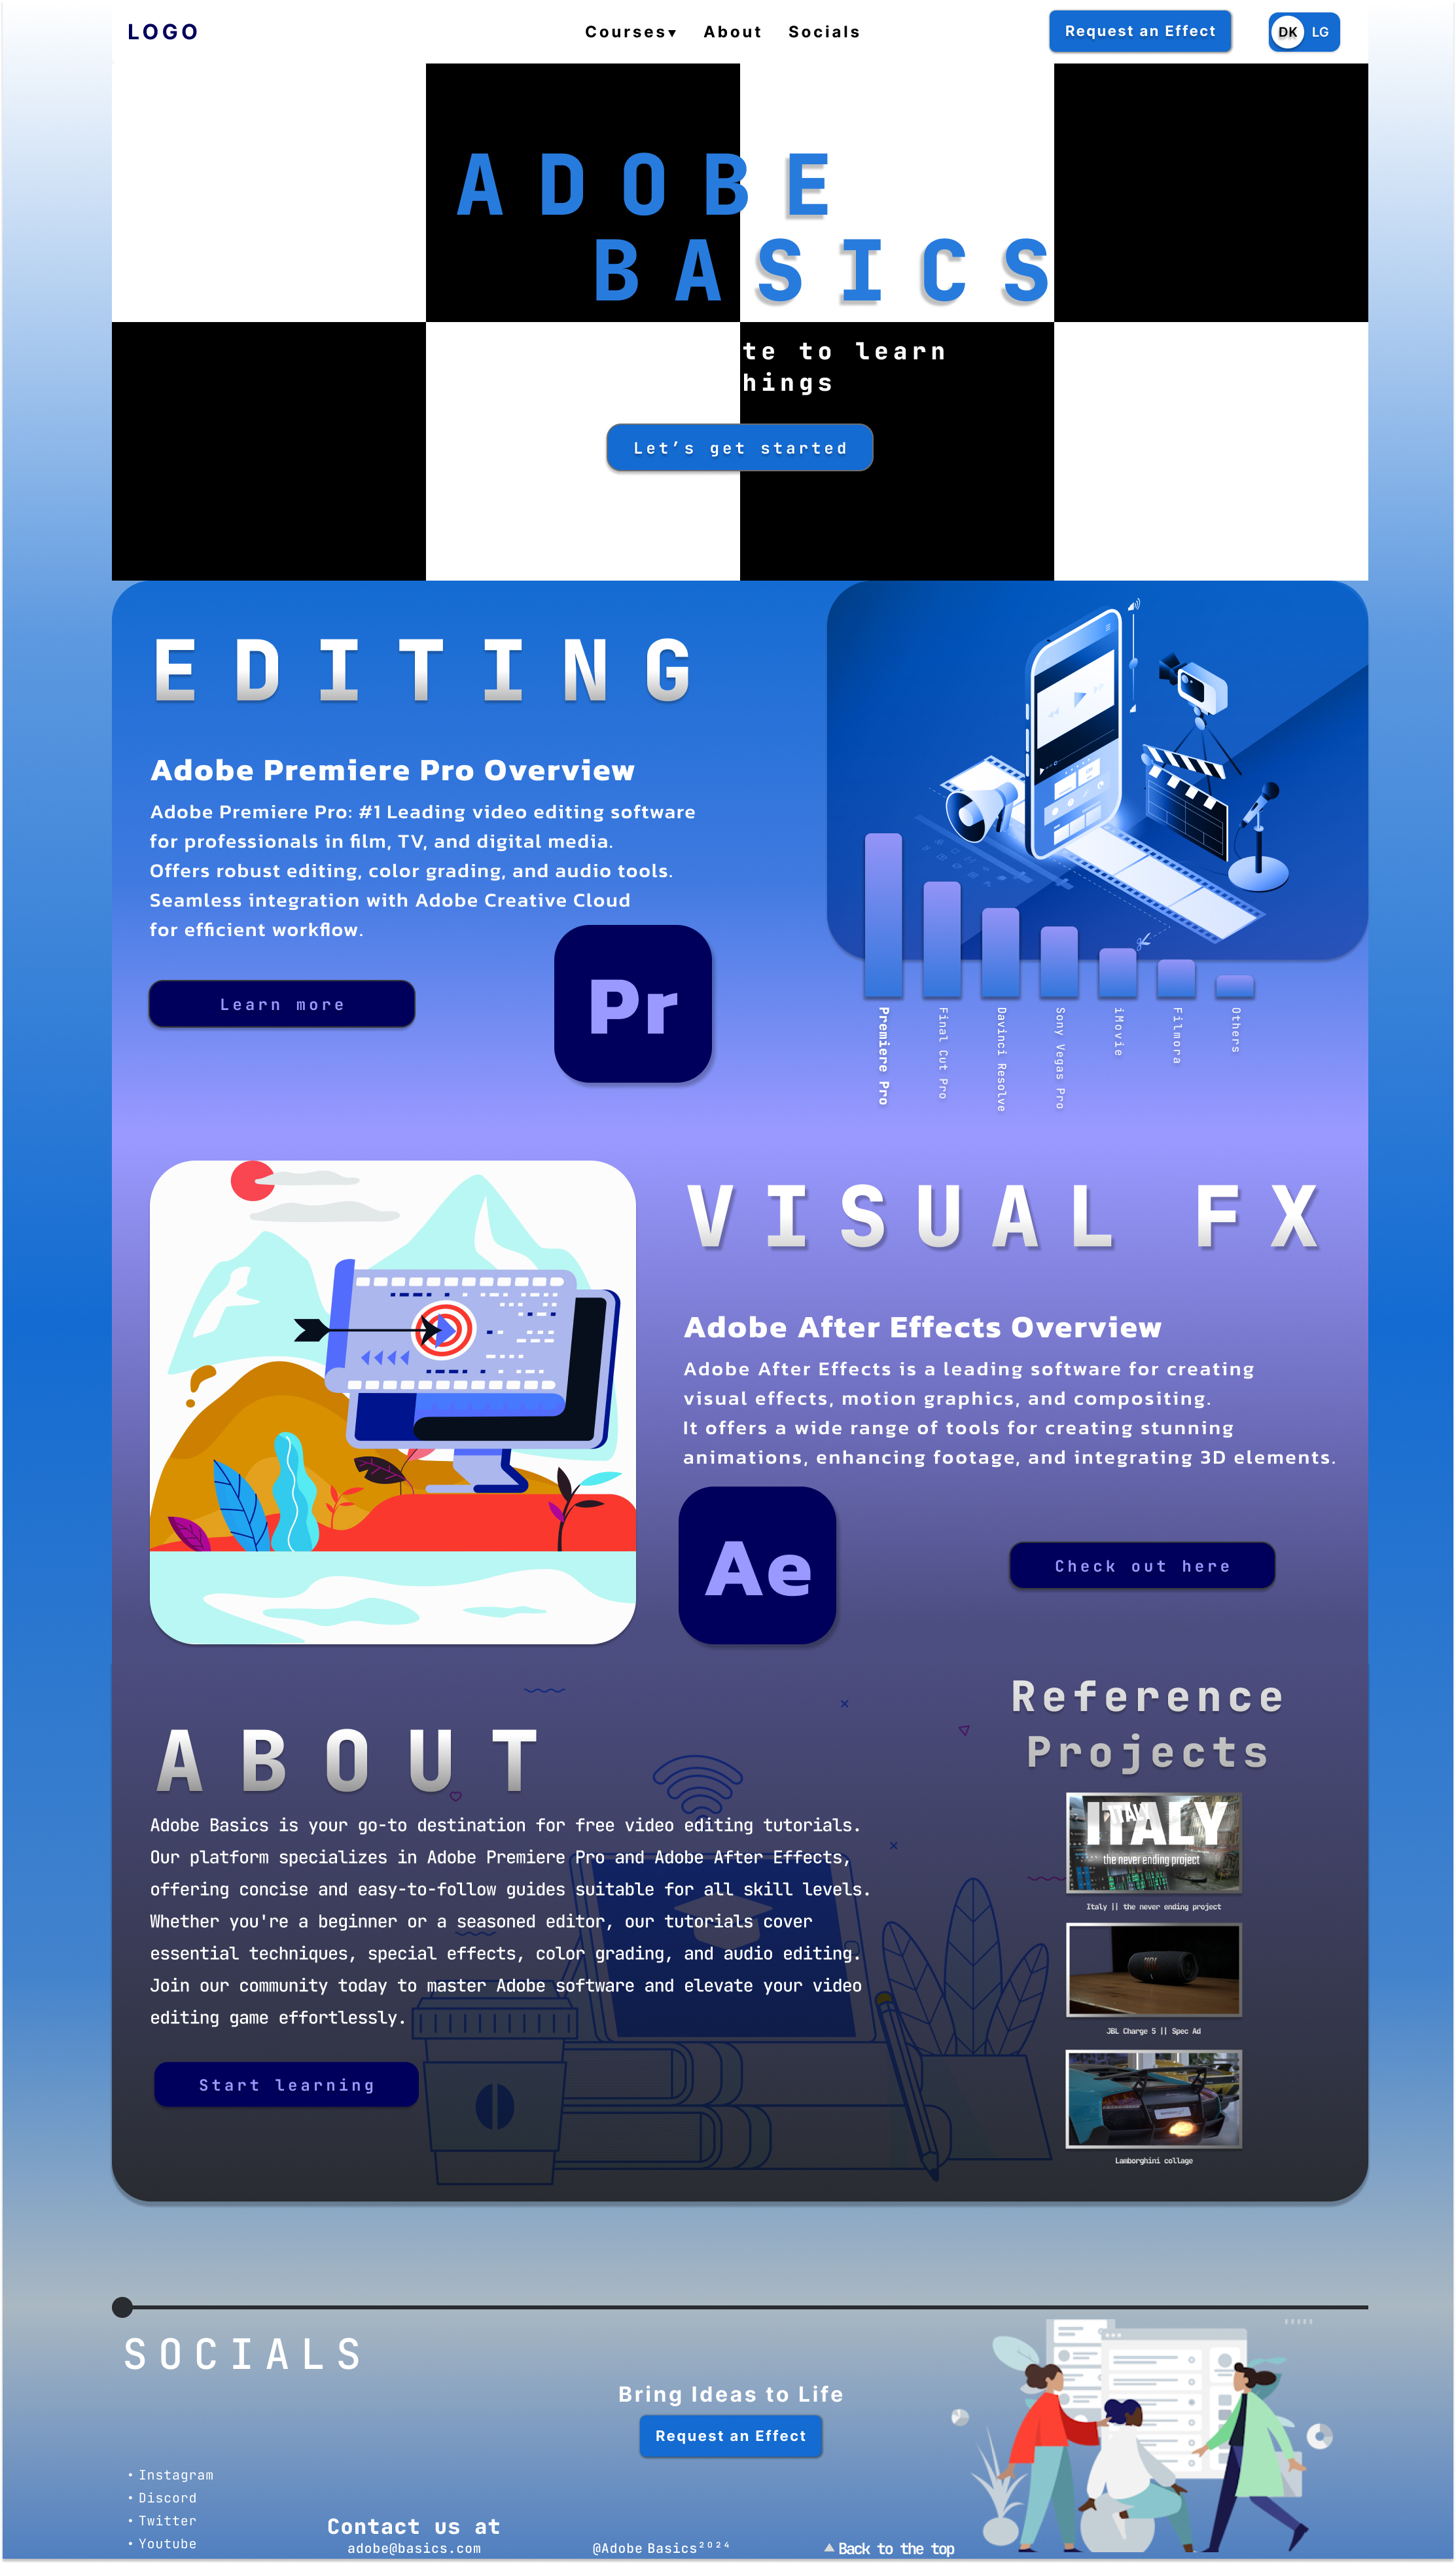 LOGO
Courses▾ About Socials
Request an Effect
DK LG
ADOBE
BASICS
te to learn
hings
Let’s get started
EDITING
Adobe Premiere Pro Overview
Adobe Premiere Pro: #1 Leading video editing software
for professionals in film, TV, and digital media.
Offers robust editing, color grading, and audio tools.
Seamless integration with Adobe Creative Cloud
for efficient workflow.
Learn more
Pr
Premiere Pro
Final Cut Pro
Davinci Resolve
Sony Vegas Pro
iMovie
Filmora
Others
VISUAL FX
Adobe After Effects Overview
Adobe After Effects is a leading software for creating
visual effects, motion graphics, and compositing.
It offers a wide range of tools for creating stunning
animations, enhancing footage, and integrating 3D elements.
Ae
Check out here
ABOUT
Adobe Basics is your go-to destination for free video editing tutorials.
Our platform specializes in Adobe Premiere Pro and Adobe After Effects,
offering concise and easy-to-follow guides suitable for all skill levels.
Whether you're a beginner or a seasoned editor, our tutorials cover
essential techniques, special effects, color grading, and audio editing.
Join our community today to master Adobe software and elevate your video
editing game effortlessly.
Start learning
Reference
Projects
ITALY
ITALY
the never ending project
Italy || the never ending project
JBL Charge 5 || Spec Ad
Lamborghini collage
SOCIALS
Bring Ideas to Life
Request an Effect
• Instagram
• Discord
• Twitter
• Youtube
Contact us at
adobe@basics.com
@Adobe Basics²⁰²⁴
Back to the top